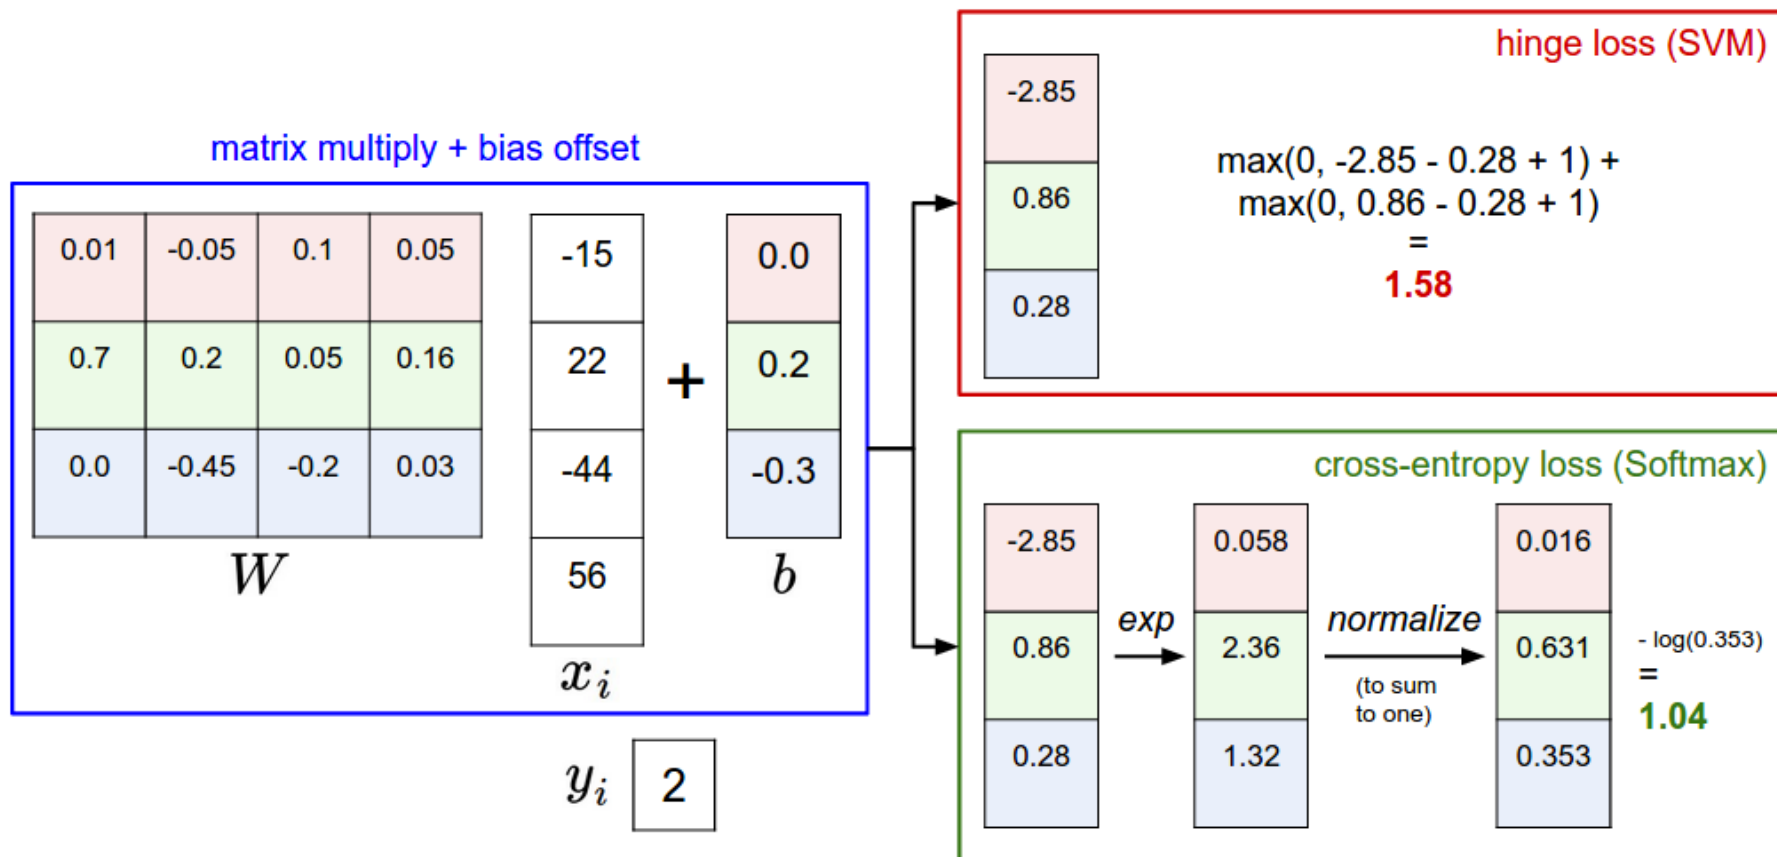 matrix multiply + bias offset
0.01 -0.05 0.1 0.05
0.7 0.2 0.05 0.16
0.0 -0.45 -0.2 0.03
W
-15
22
-44
56
x_i
+
0.0
0.2
-0.3
b
y_i 2
hinge loss (SVM)
-2.85
0.86
0.28
max(0, -2.85 - 0.28 + 1) +
max(0, 0.86 - 0.28 + 1)
=
1.58
cross-entropy loss (Softmax)
-2.85
0.86
0.28
exp
0.058
2.36
1.32
normalize
(to sum
to one)
0.016
0.631
0.353
- log(0.353)
=
1.04